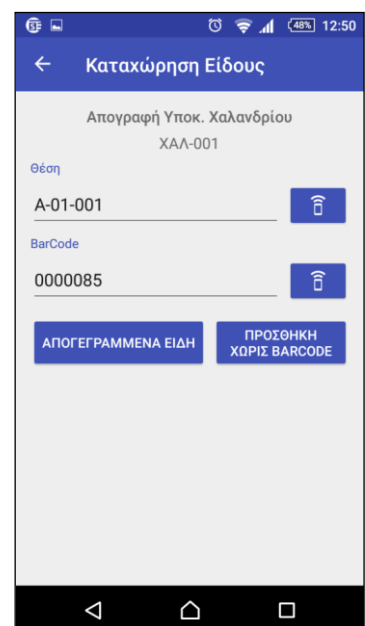 48% 12:50
Καταχώρηση Είδους
Απογραφή Υποκ. Χαλανδρίου
ΧΑΛ-001
Θέση
A-01-001
BarCode
0000085
ΑΠΟΓΕΓΡΑΜΜΕΝΑ ΕΙΔΗ
ΠΡΟΣΘΗΚΗ
ΧΩΡΙΣ BARCODE